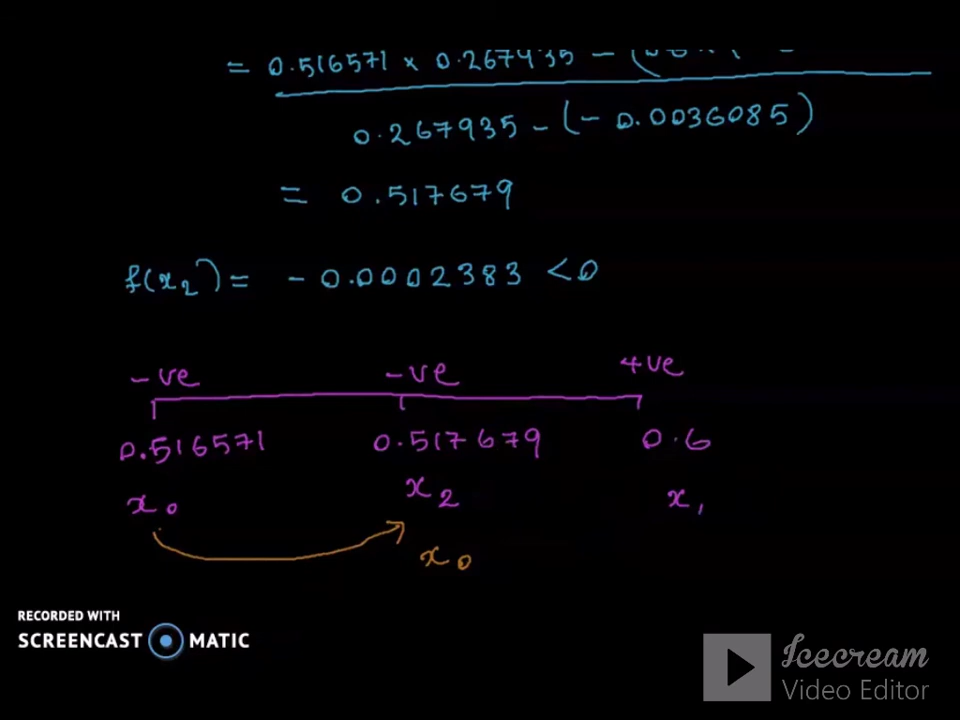 = 0.516571 × 0.267935 − (
0.267935 − (− 0.0036085)
= 0.517679
f(x₂) = − 0.0002383 < 0
−ve −ve +ve
0.516571 0.517679 0.6
x₀ x₂ x₁
x₀
RECORDED WITH
SCREENCAST MATIC
Icecream
Video Editor